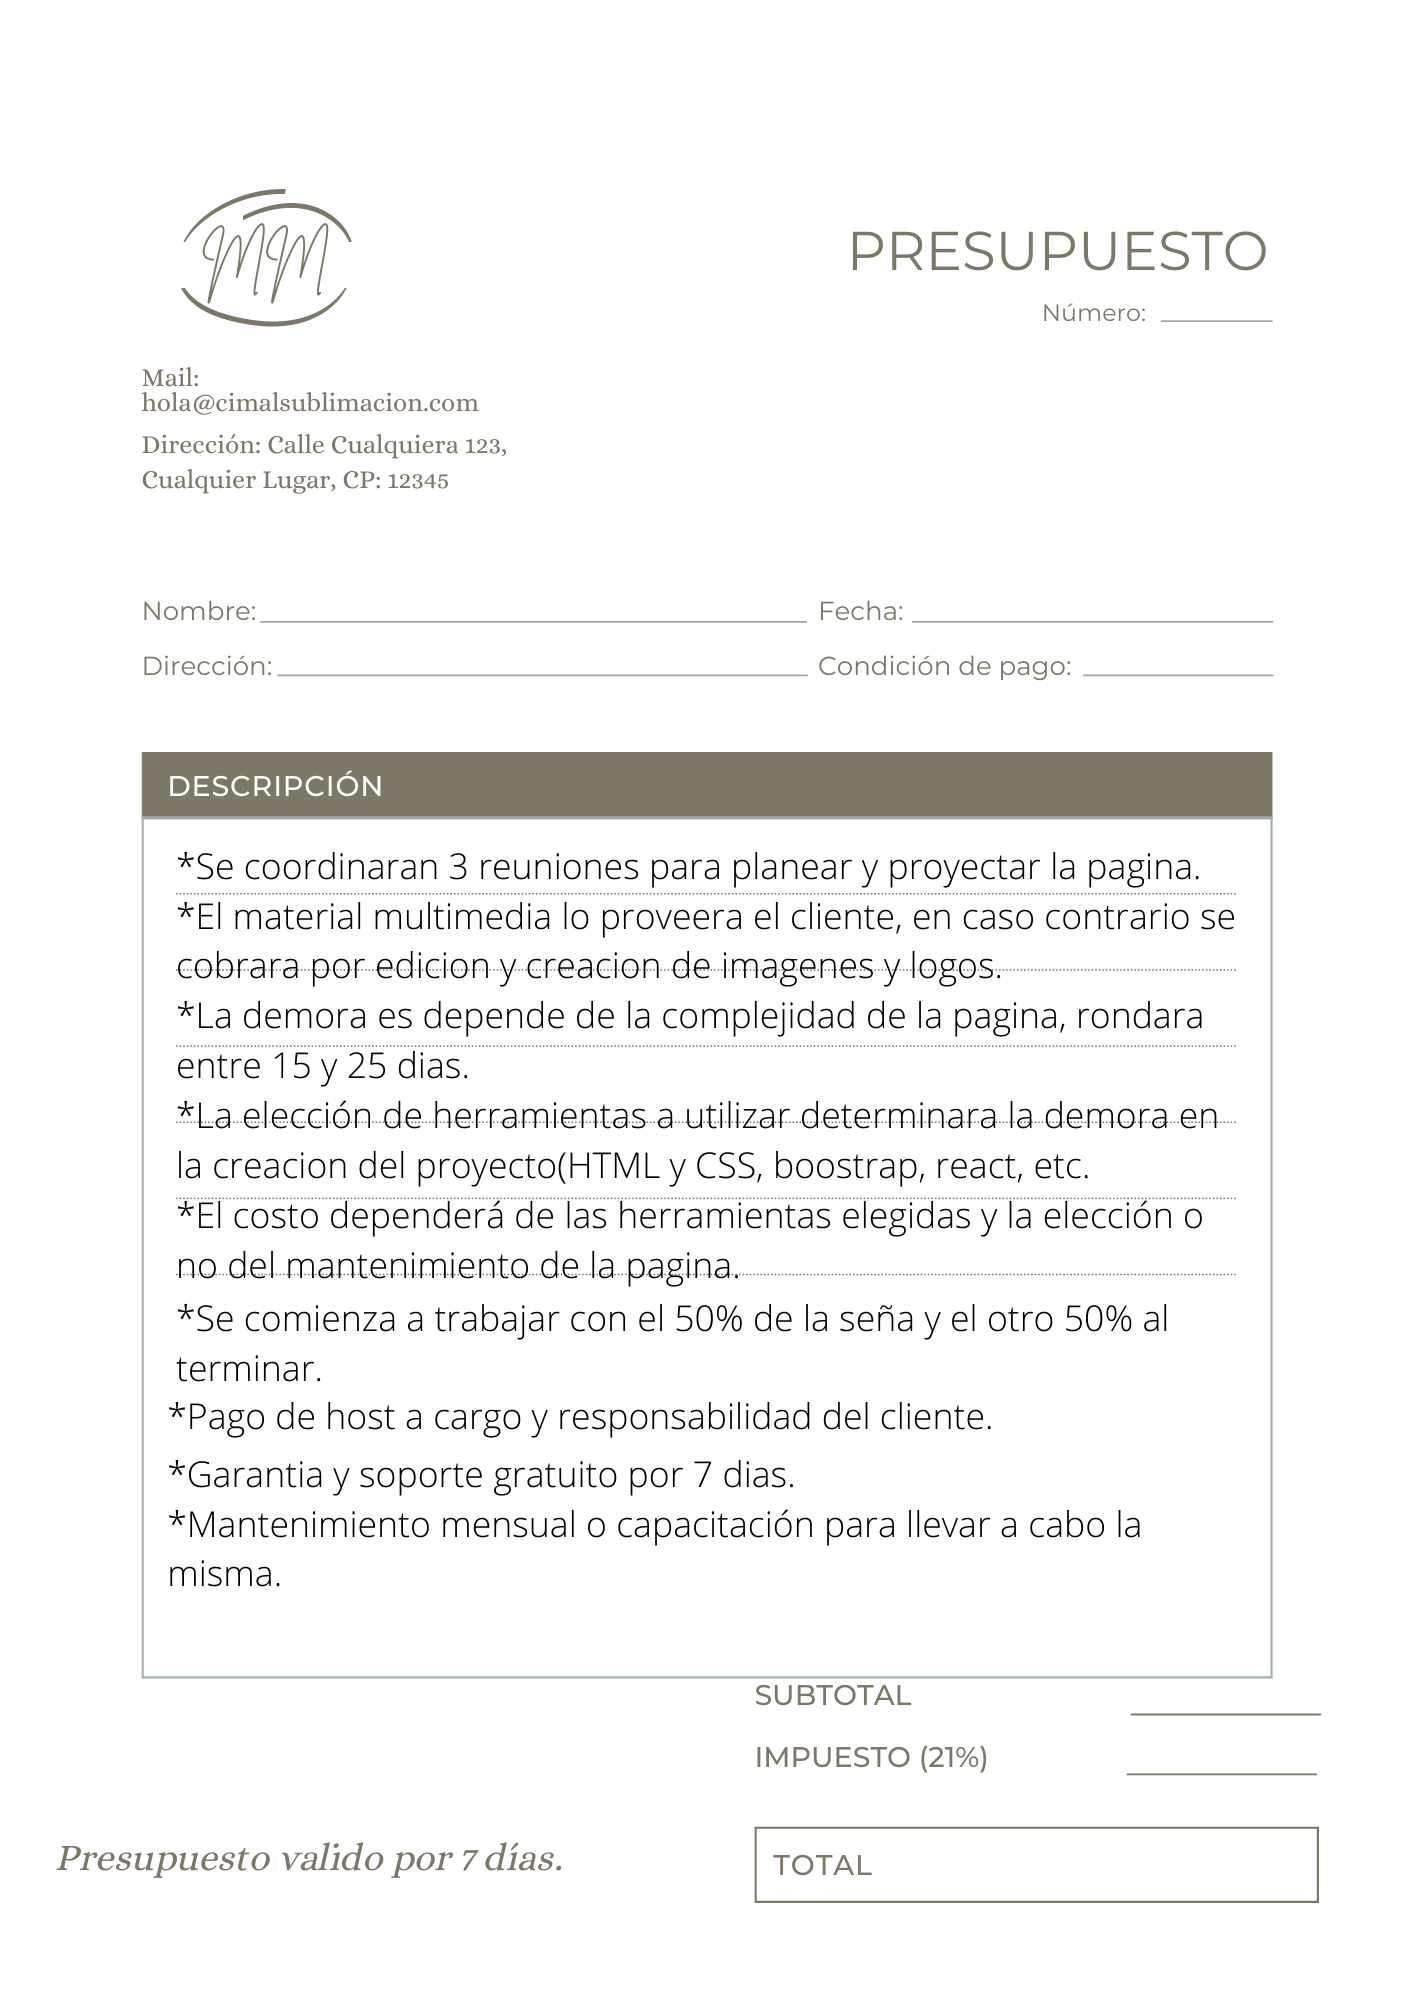 MM
PRESUPUESTO
Número:
Mail:
hola@cimalsublimacion.com
Dirección: Calle Cualquiera 123,
Cualquier Lugar, CP: 12345
Nombre: Fecha:
Dirección: Condición de pago:
DESCRIPCIÓN
*Se coordinaran 3 reuniones para planear y proyectar la pagina.
*El material multimedia lo proveera el cliente, en caso contrario se
cobrara por edicion y creacion de imagenes y logos.
*La demora es depende de la complejidad de la pagina, rondara
entre 15 y 25 dias.
*La elección de herramientas a utilizar determinara la demora en
la creacion del proyecto(HTML y CSS, boostrap, react, etc.
*El costo dependerá de las herramientas elegidas y la elección o
no del mantenimiento de la pagina.
*Se comienza a trabajar con el 50% de la seña y el otro 50% al
terminar.
*Pago de host a cargo y responsabilidad del cliente.
*Garantia y soporte gratuito por 7 dias.
*Mantenimiento mensual o capacitación para llevar a cabo la
misma.
SUBTOTAL
IMPUESTO (21%)
Presupuesto valido por 7 días.
TOTAL